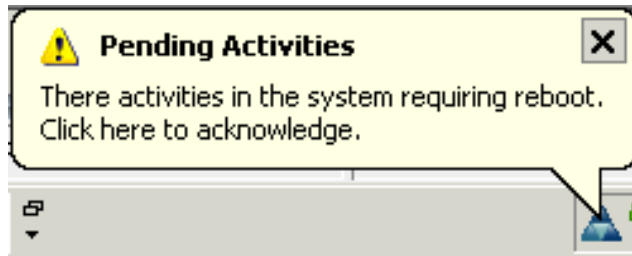 Pending Activities
There activities in the system requiring reboot.
Click here to acknowledge.